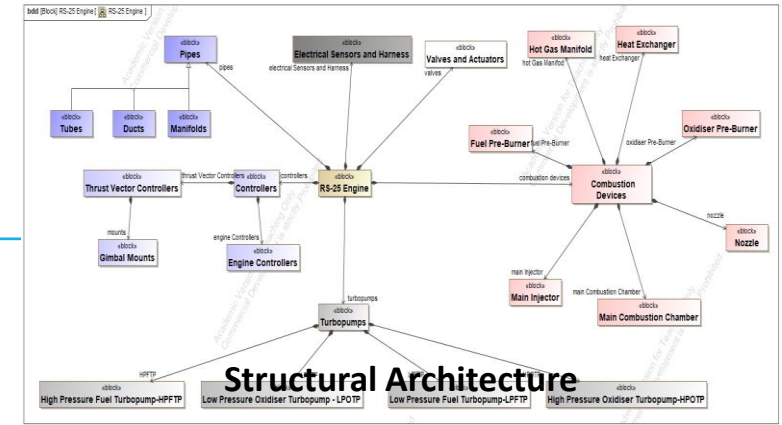 bdd [Block] RS-25 Engine [ RS-25 Engine ]
«block»
Pipes
pipes
«block»
Electrical Sensors and Harness
electrical Sensors and Harness
«block»
Valves and Actuators
valves
«block»
Hot Gas Manifold
hot Gas Manifod
«block»
Heat Exchanger
heat Exchanger
«block»
Tubes
«block»
Ducts
«block»
Manifolds
«block»
Fuel Pre-Burner
fuel Pre-Burner
«block»
Oxidiser Pre-Burner
oxidiser Pre-Burner
«block»
Thrust Vector Controllers
thrust Vector Controllers
«block»
Controllers
controllers
«block»
RS-25 Engine
combustion devices
«block»
Combustion
Devices
mounts
«block»
Gimbal Mounts
engine Controllers
«block»
Engine Controllers
nozzle
«block»
Nozzle
main Injector
«block»
Main Injector
main Combustion Chamber
«block»
Main Combustion Chamber
turbopumps
«block»
Turbopumps
HPFTP
«block»
High Pressure Fuel Turbopump-HPFTP
«block»
Low Pressure Oxidiser Turbopump - LPOTP
«block»
Low Pressure Fuel Turbopump-LPFTP
«block»
High Pressure Oxidiser Turbopump-HPOTP
Structural Architecture